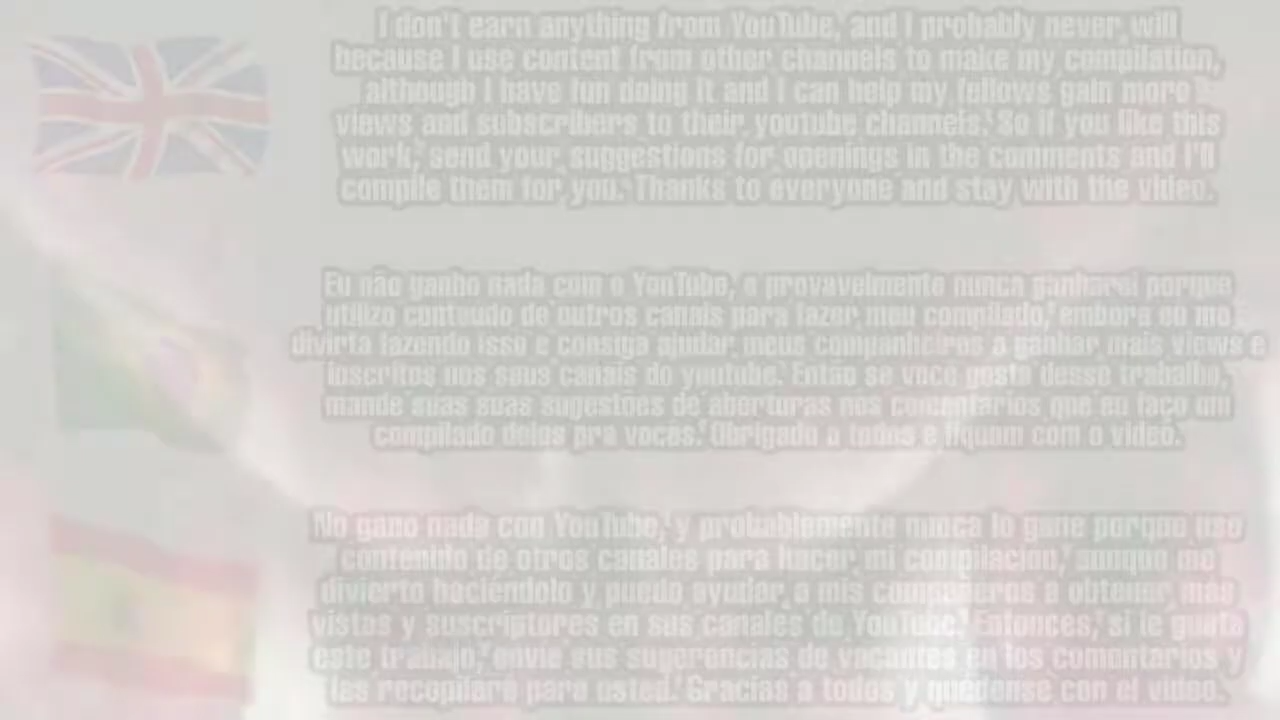 I don't earn anything from YouTube, and I probably never will
because I use content from other channels to make my compilation,
although I have fun doing it and I can help my fellows gain more
views and subscribers to their youtube channels. So if you like this
work, send your suggestions for openings in the comments and I'll
compile them for you. Thanks to everyone and stay with the video.
Eu não ganho nada com o YouTube, e provavelmente nunca ganharei porque
utilizo conteudo de outros canais para fazer meu compilado, embora eu me
divirta fazendo isso e consiga ajudar meus companheiros a ganhar mais views e
inscritos nos seus canais do youtube. Então se voce gosta desse trabalho,
mande suas suas sugestões de aberturas nos comentarios que eu faço um
compilado deles pra voces. Obrigado a todos e fiquem com o video.
No gano nada con YouTube, y probablemente nunca lo gane porque uso
contenido de otros canales para hacer mi compilacion, aunque me
divierto haciéndolo y puedo ayudar a mis compañeros a obtener mas
vistas y suscriptores en sus canales de YouTube. Entonces, si le gusta
este trabajo, envie sus sugerencias de vacantes en los comentarios y
las recopilaré para usted. Gracias a todos y quedense con el video.